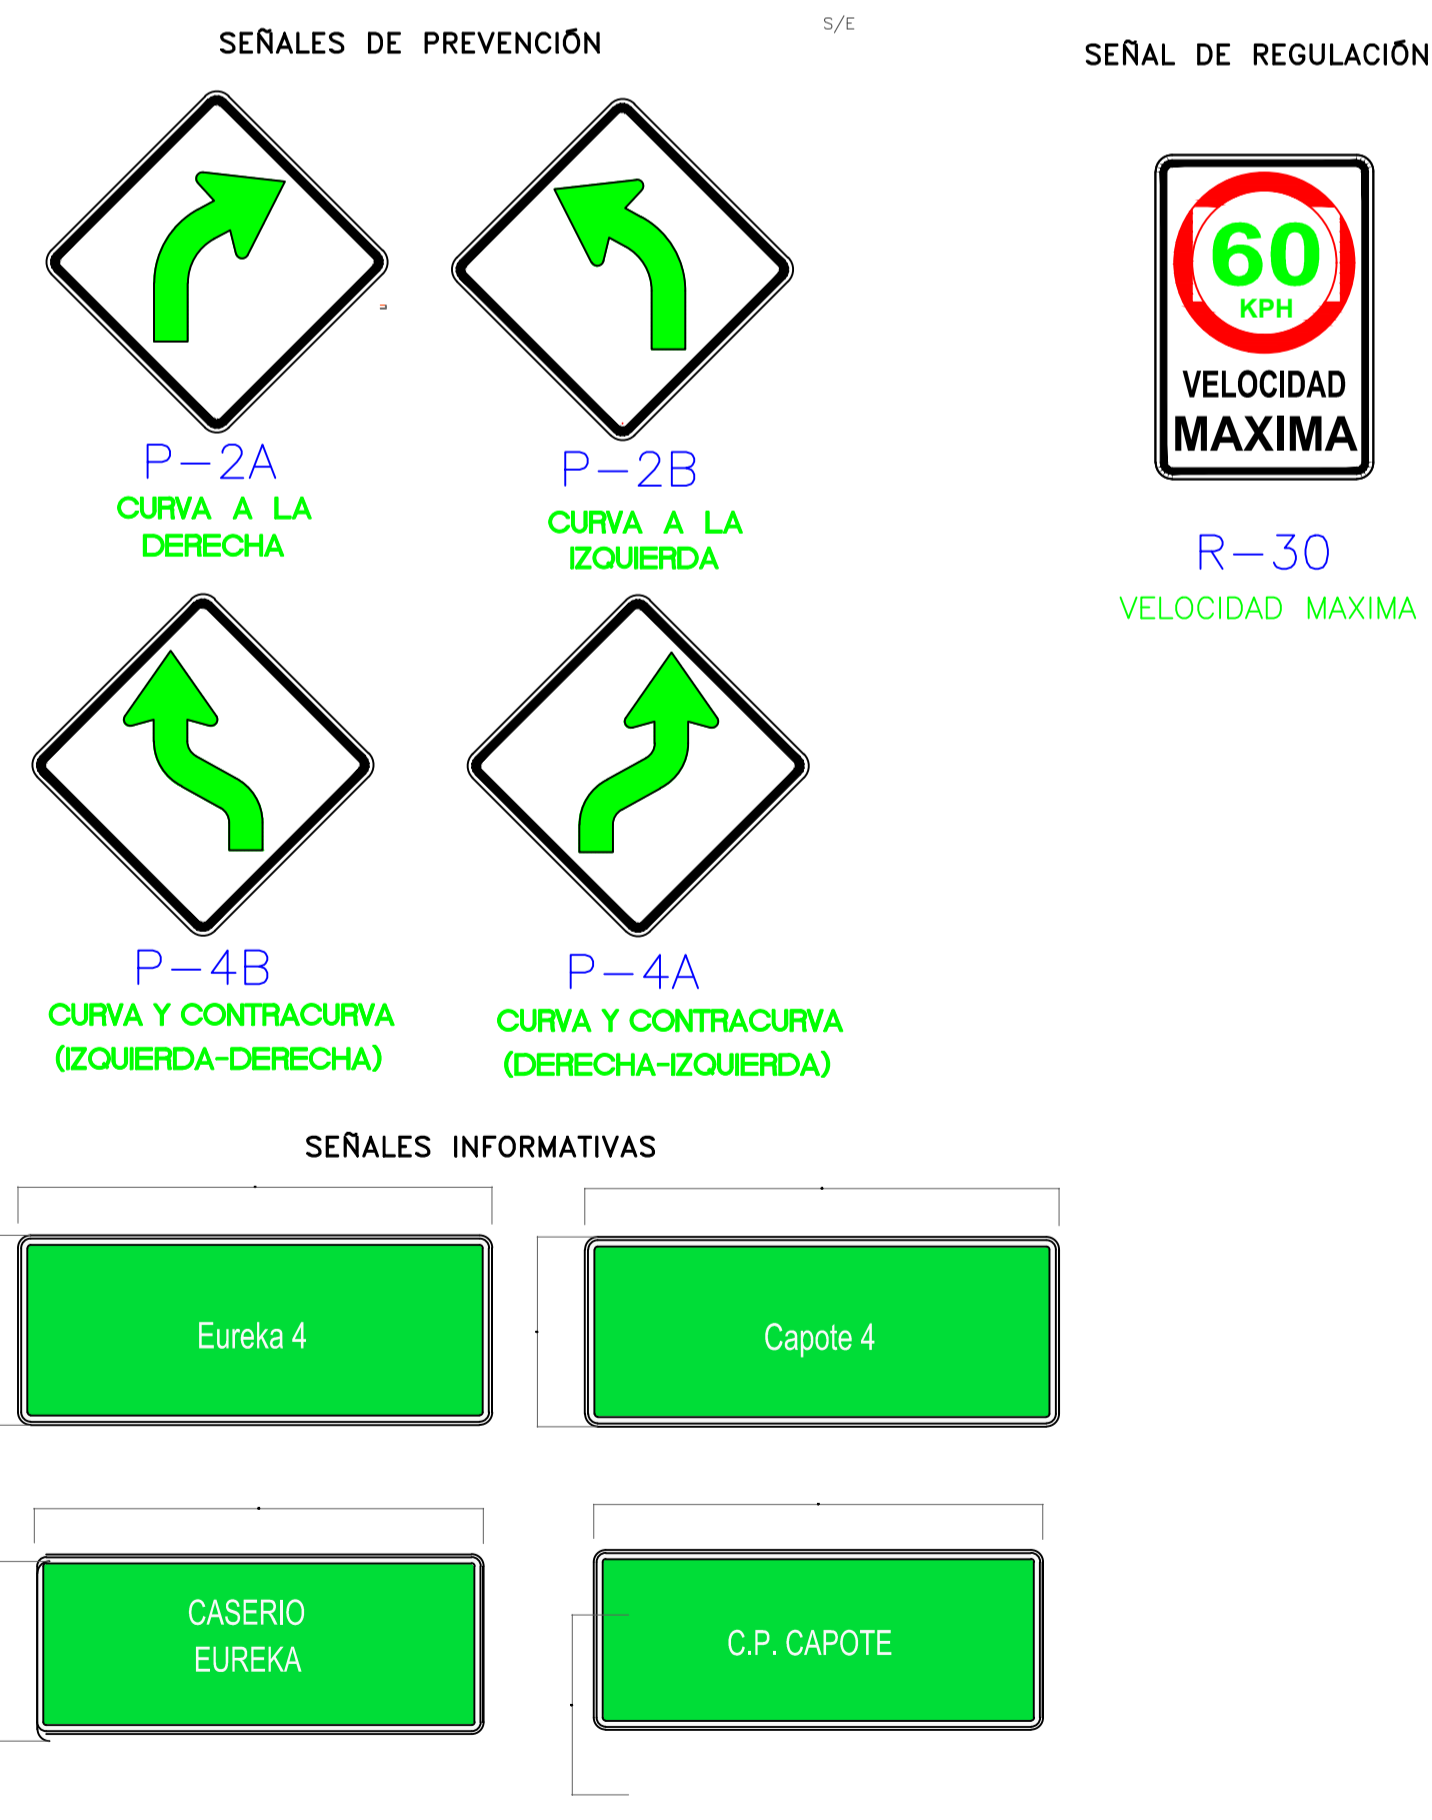 S/E
SEÑALES DE PREVENCIÓN
SEÑAL DE REGULACIÓN
60
KPH
VELOCIDAD
MAXIMA
P-2A
CURVA A LA
DERECHA
P-2B
CURVA A LA
IZQUIERDA
R-30
VELOCIDAD MAXIMA
P-4B
CURVA Y CONTRACURVA
(IZQUIERDA-DERECHA)
P-4A
CURVA Y CONTRACURVA
(DERECHA-IZQUIERDA)
SEÑALES INFORMATIVAS
Eureka 4
Capote 4
CASERIO
EUREKA
C.P. CAPOTE